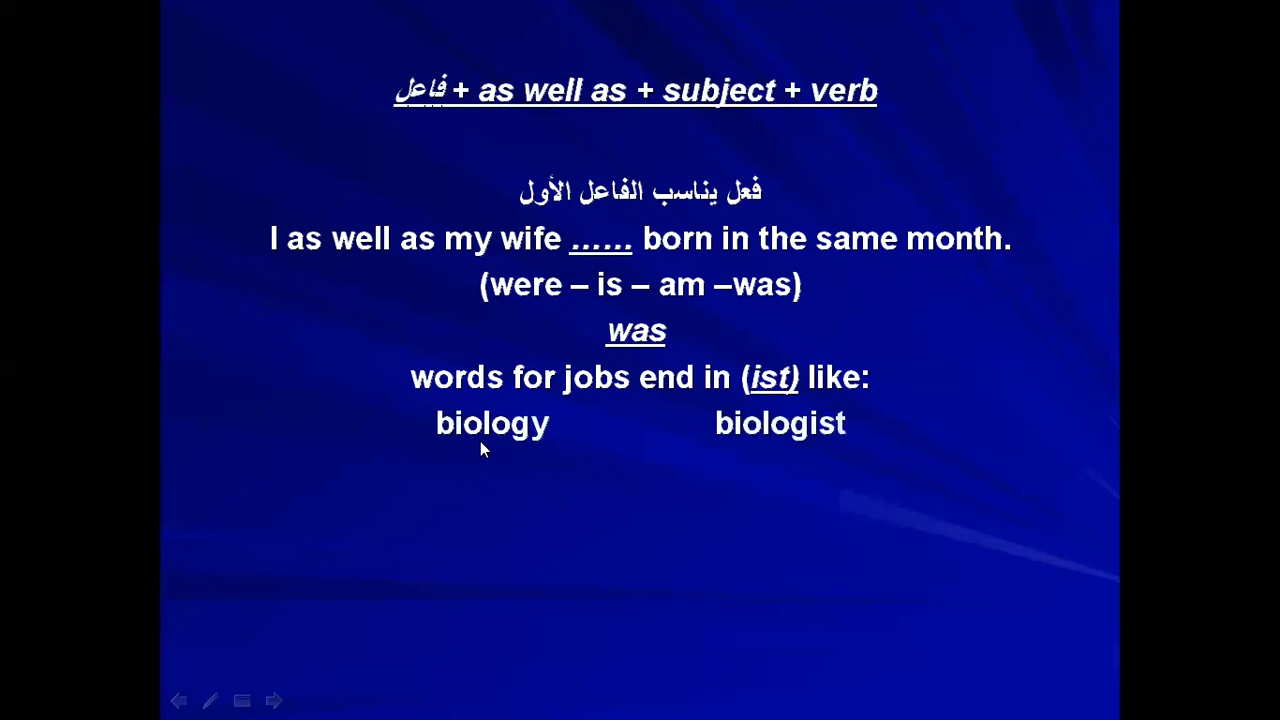 فاعل + as well as + subject + verb
فعل يناسب الفاعل الأول
I as well as my wife …… born in the same month.
(were – is – am –was)
was
words for jobs end in (ist) like:
biology biologist